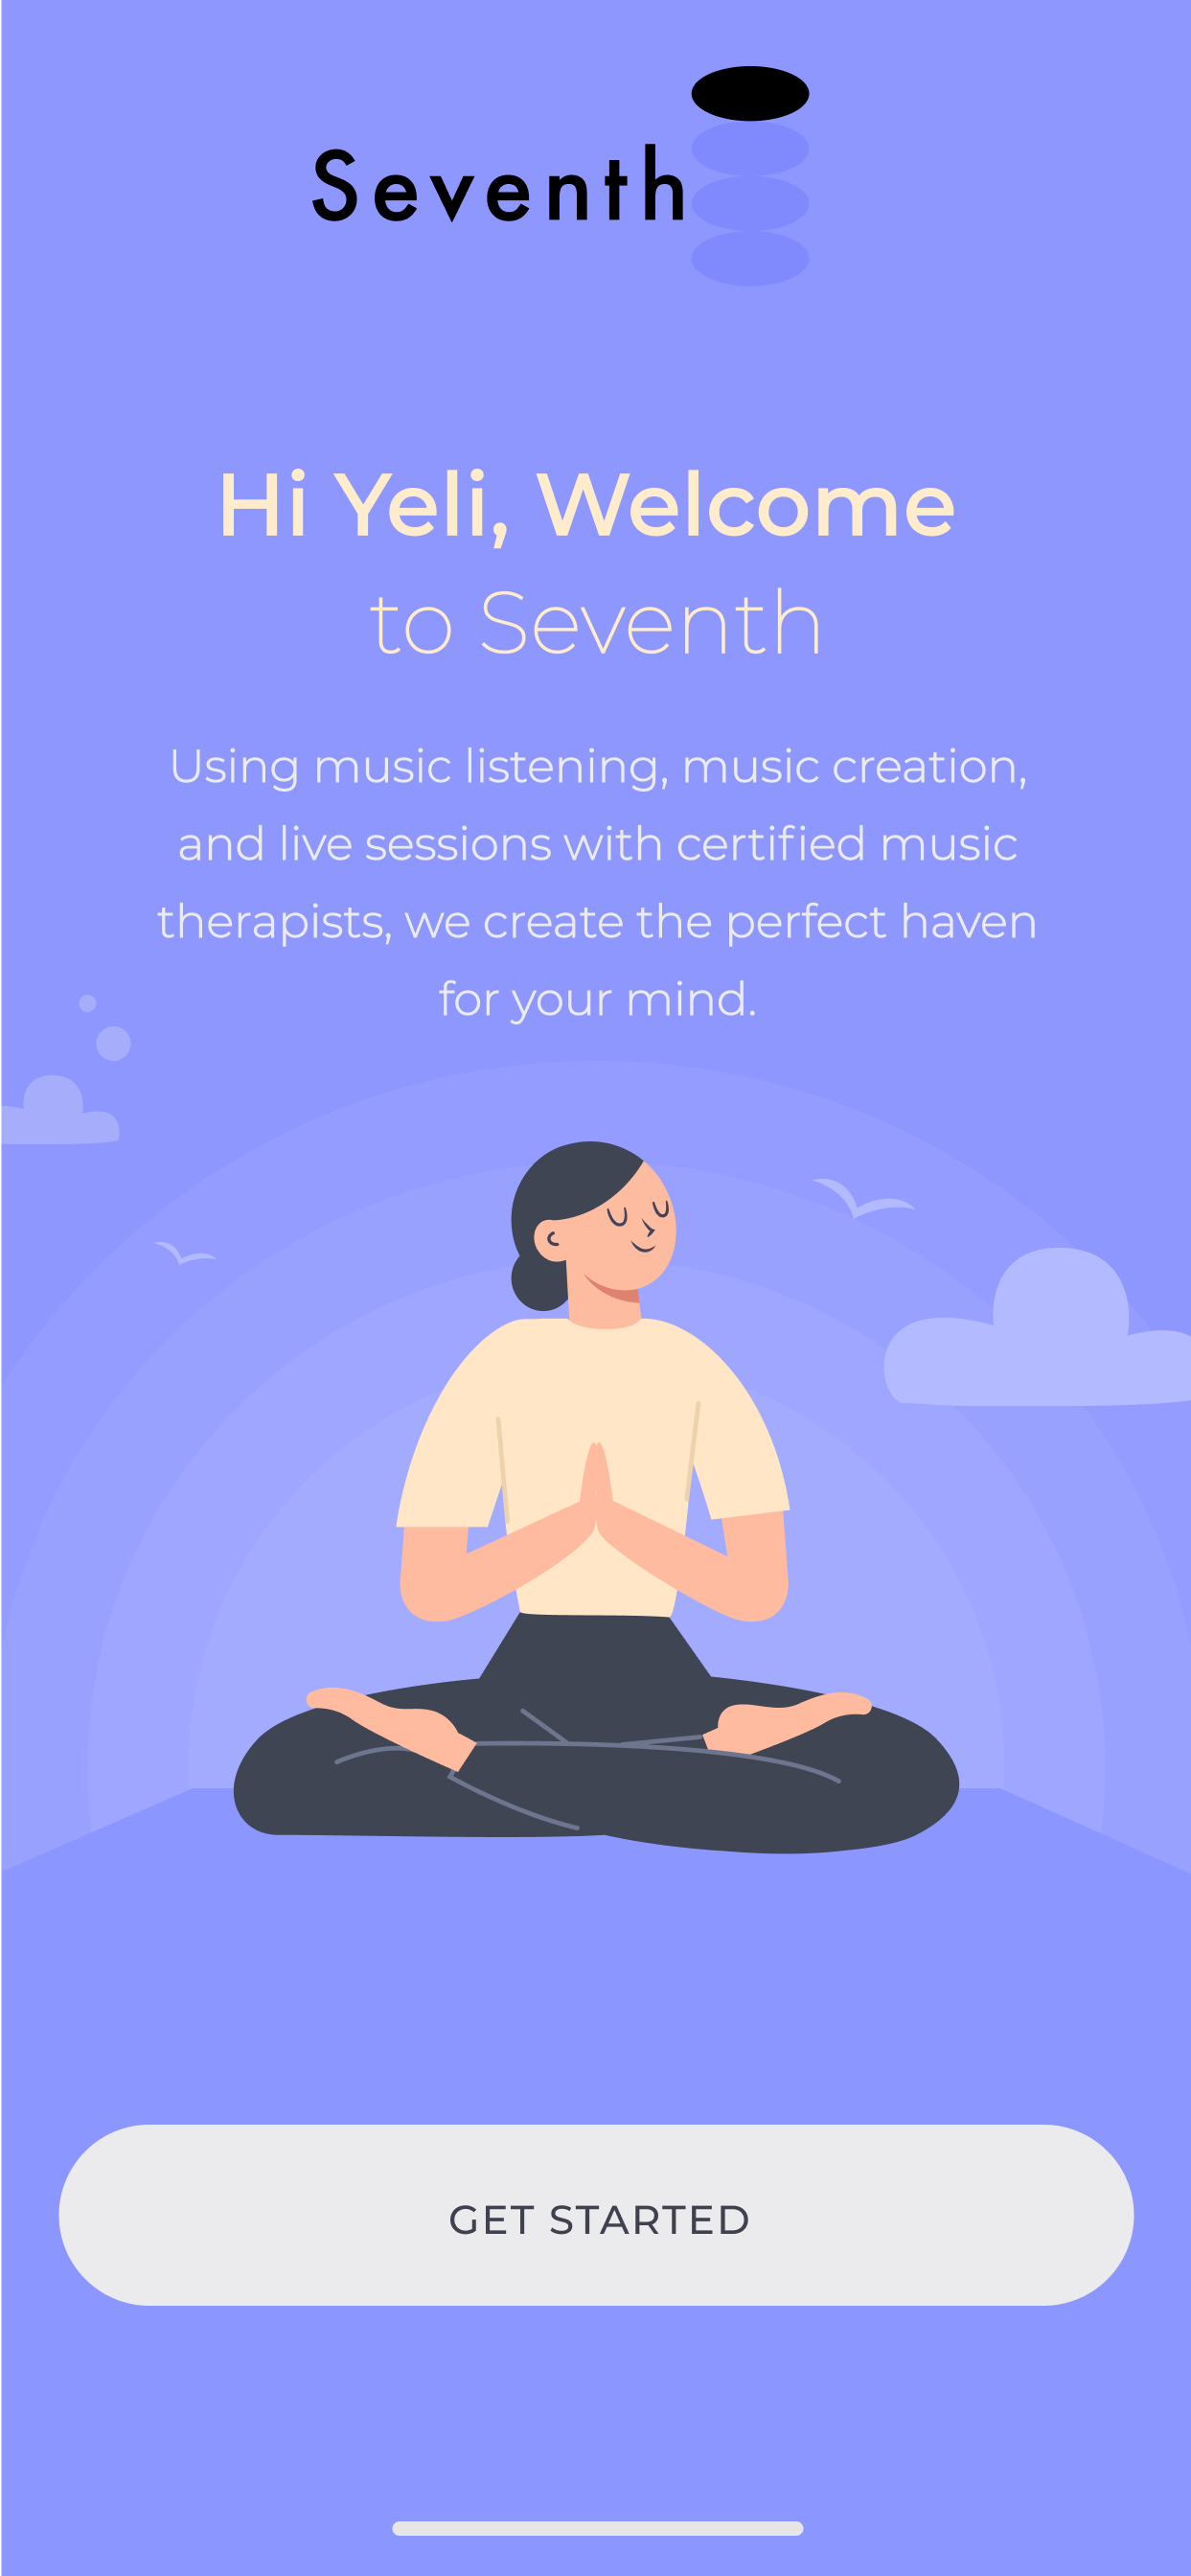 Seventh
Hi Yeli, Welcome
to Seventh
Using music listening, music creation,
and live sessions with certified music
therapists, we create the perfect haven
for your mind.
GET STARTED